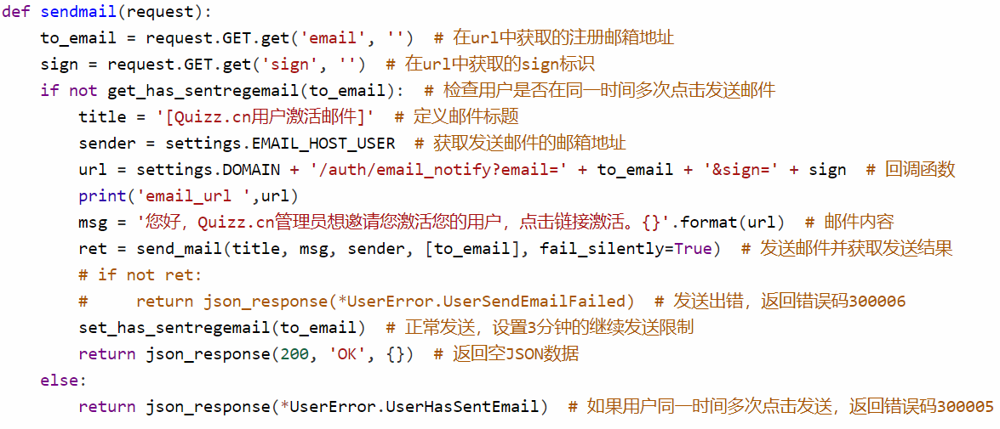 def sendmail(request):
    to_email = request.GET.get('email', '')  # 在url中获取的注册邮箱地址
    sign = request.GET.get('sign', '')  # 在url中获取的sign标识
    if not get_has_sentregemail(to_email):  # 检查用户是否在同一时间多次点击发送邮件
        title = '[Quizz.cn用户激活邮件]'  # 定义邮件标题
        sender = settings.EMAIL_HOST_USER  # 获取发送邮件的邮箱地址
        url = settings.DOMAIN + '/auth/email_notify?email=' + to_email + '&sign=' + sign  # 回调函数
        print('email_url ',url)
        msg = '您好，Quizz.cn管理员想邀请您激活您的用户，点击链接激活。{}'.format(url)  # 邮件内容
        ret = send_mail(title, msg, sender, [to_email], fail_silently=True)  # 发送邮件并获取发送结果
        # if not ret:
        #     return json_response(*UserError.UserSendEmailFailed)  # 发送出错，返回错误码300006
        set_has_sentregemail(to_email)  # 正常发送，设置3分钟的继续发送限制
        return json_response(200, 'OK', {})  # 返回空JSON数据
    else:
        return json_response(*UserError.UserHasSentEmail)  # 如果用户同一时间多次点击发送，返回错误码300005